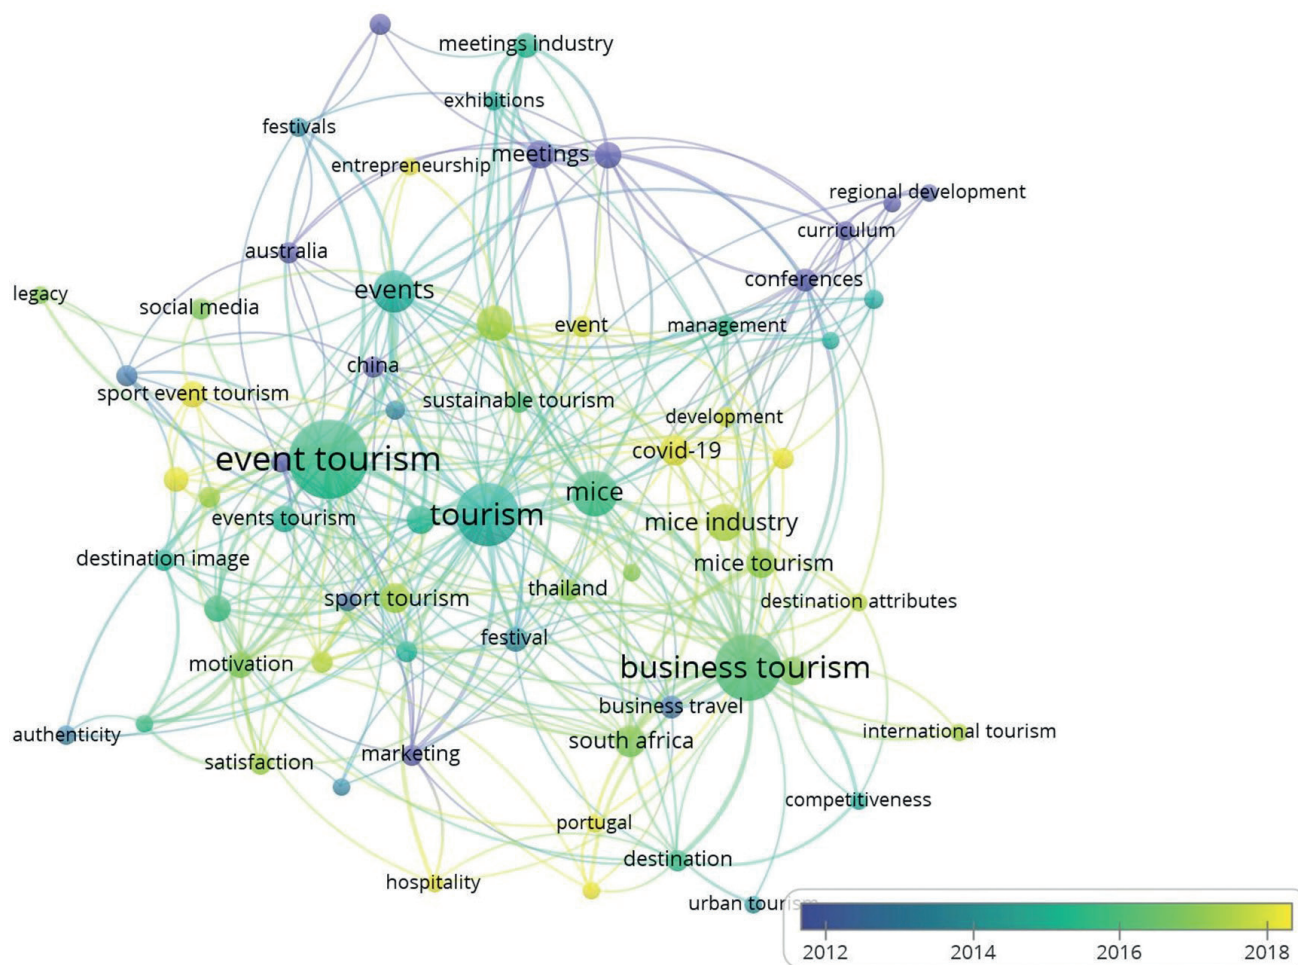 meetings industry
exhibitions
festivals
meetings
entrepreneurship
regional development
curriculum
australia
conferences
events
legacy
social media
event
management
china
sport event tourism
sustainable tourism
development
covid-19
event tourism
mice
tourism
events tourism
mice industry
destination image
mice tourism
thailand
sport tourism
destination attributes
festival
motivation
business tourism
business travel
authenticity
international tourism
south africa
marketing
satisfaction
competitiveness
portugal
destination
hospitality
urban tourism
2012 2014 2016 2018